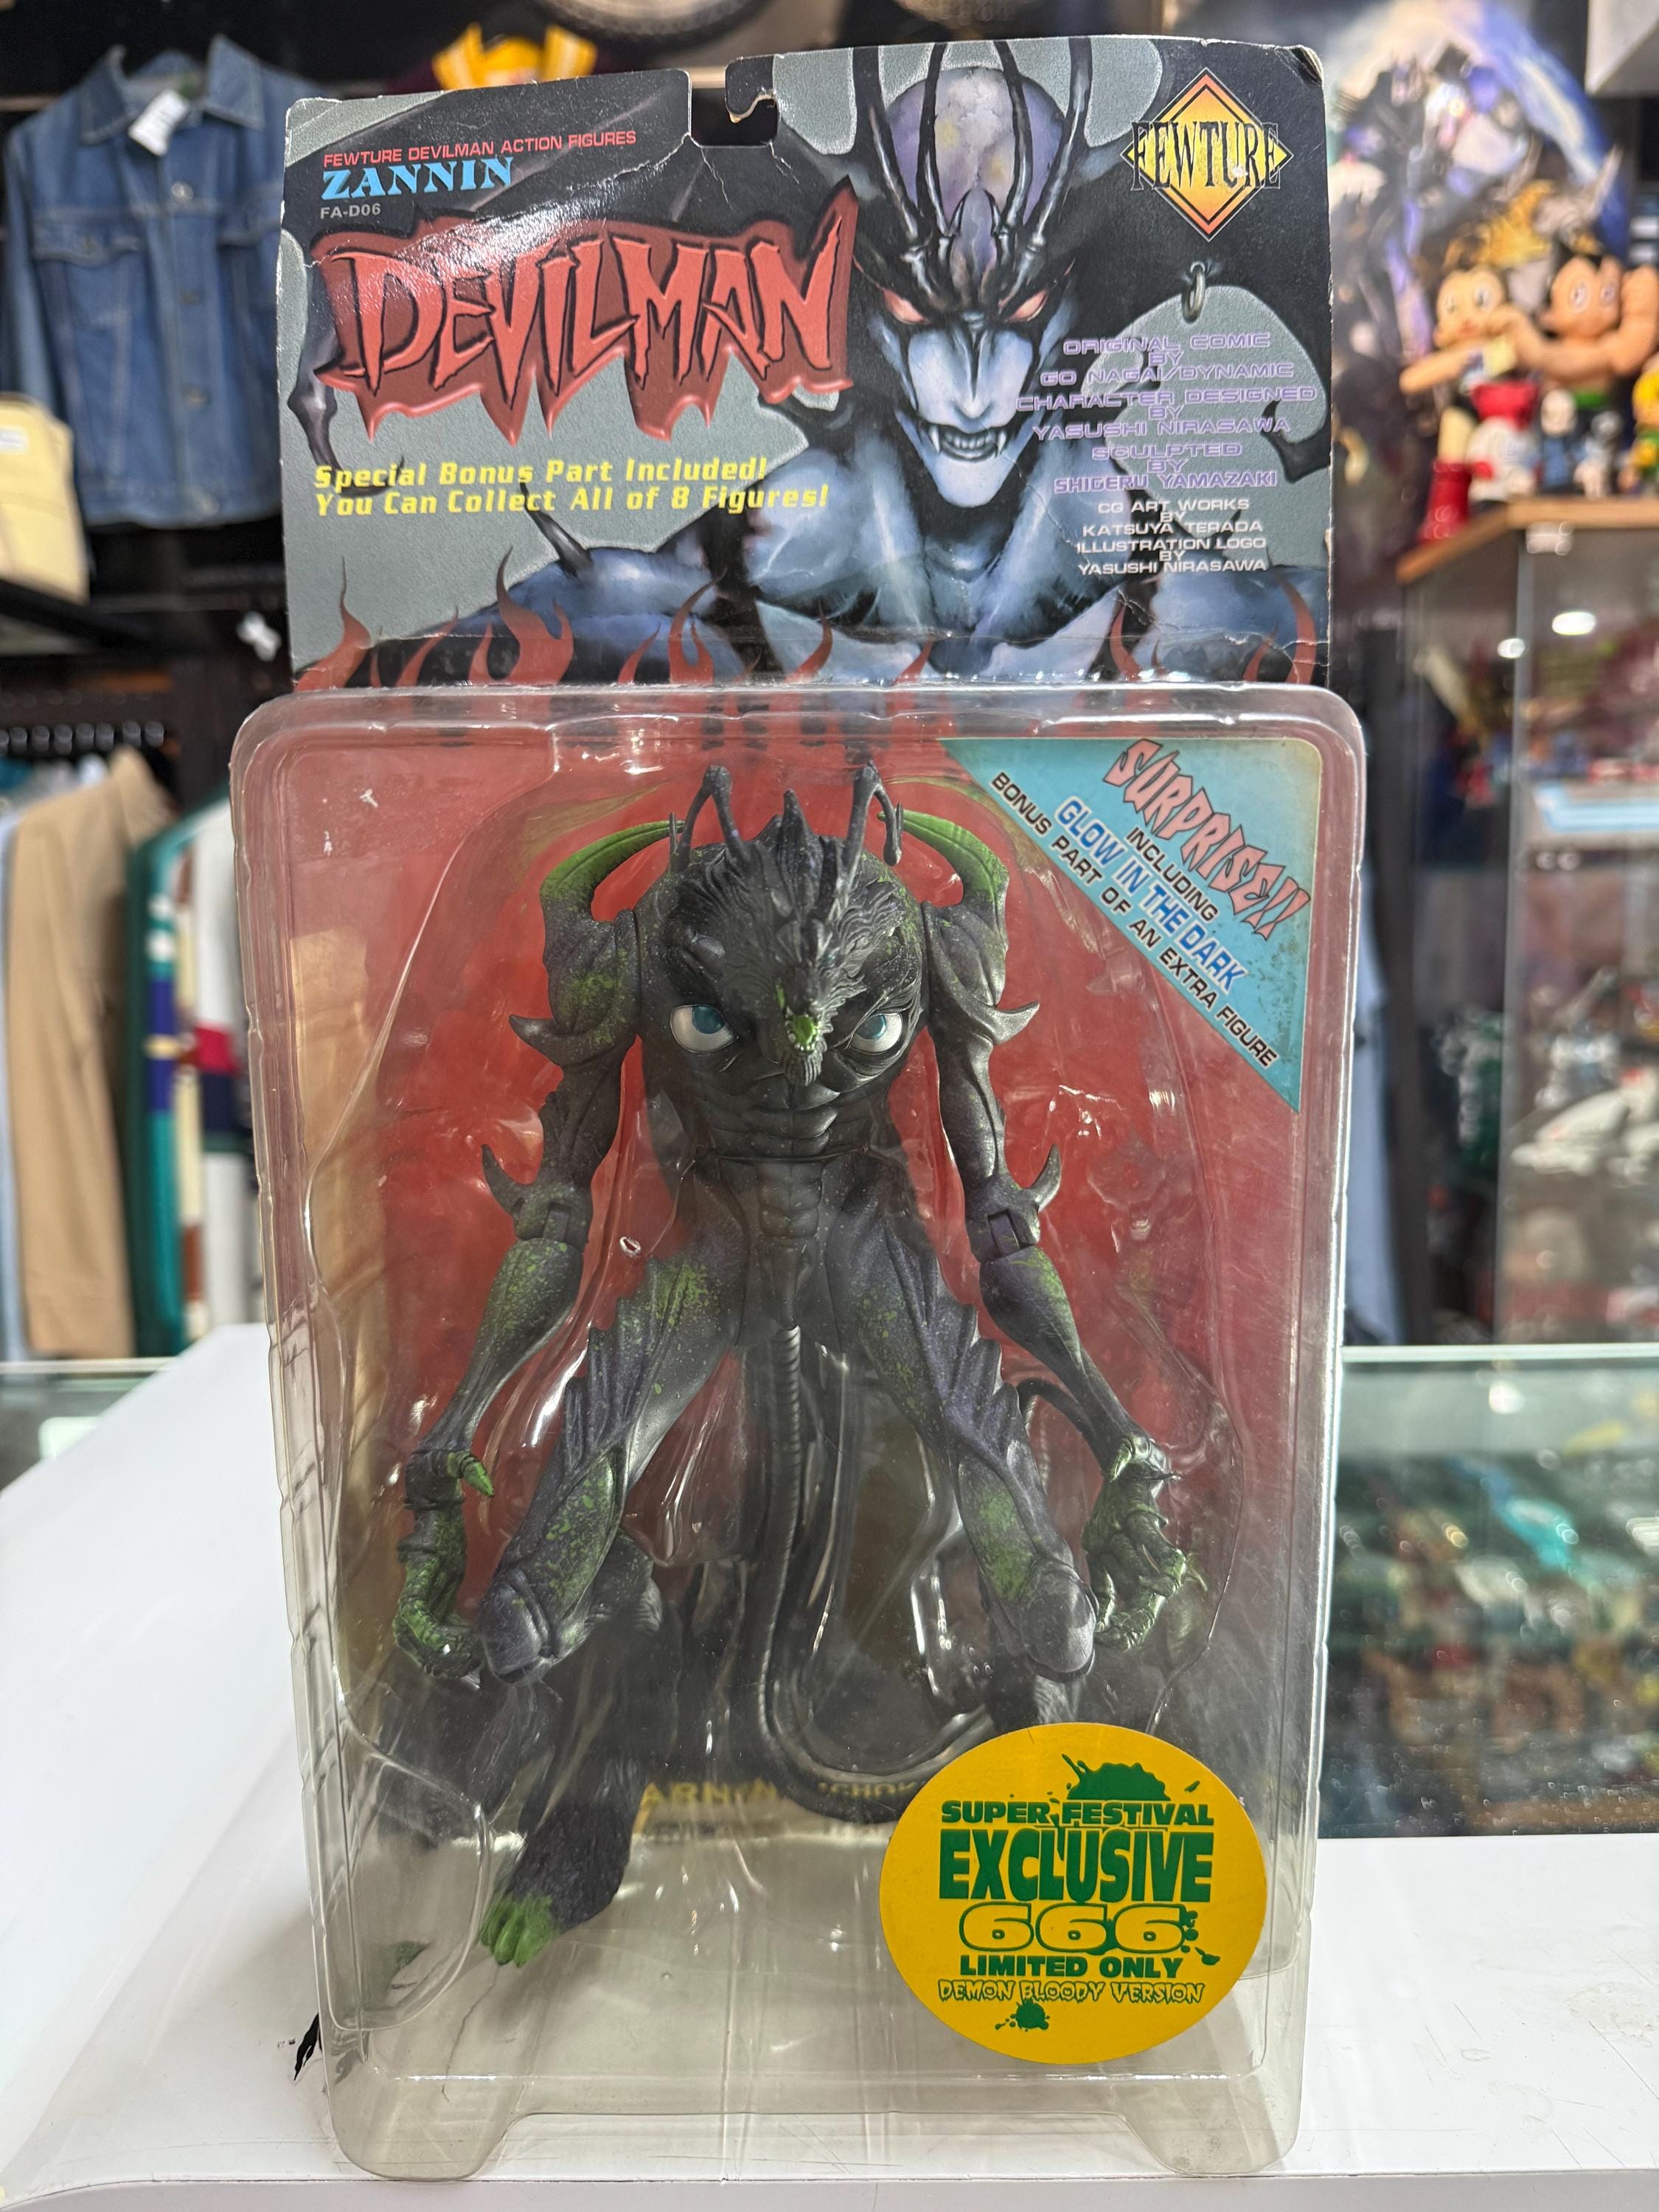 FEWTURE DEVILMAN ACTION FIGURES
ZANNIN
FA-D06
DEVILMAN
FEWTURE
Special Bonus Part Included!
You Can Collect All of 8 Figures!
ORIGINAL COMIC
BY
GO NAGAI/DYNAMIC
CHARACTER DESIGNED
BY
YASUSHI NIRASAWA
SCULPTED
BY
SHIGERU YAMAZAKI
CG ART WORKS
BY
KATSUYA TERADA
ILLUSTRATION LOGO
BY
YASUSHI NIRASAWA
SURPRISE!!
INCLUDING
GLOW IN THE DARK
BONUS PART OF AN EXTRA FIGURE
SUPER FESTIVAL
EXCLUSIVE
666
LIMITED ONLY
DEMON BLOODY VERSION